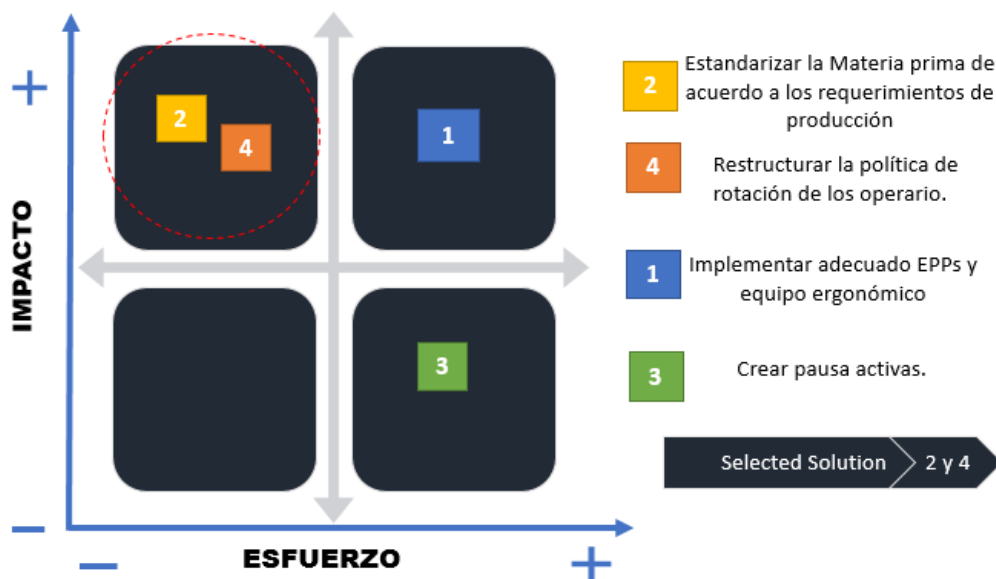 IMPACTO
+
−
2
4
1
3
−
ESFUERZO
+
2
Estandarizar la Materia prima de
acuerdo a los requerimientos de
producción
4
Restructurar la política de
rotación de los operario.
1
Implementar adecuado EPPs y
equipo ergonómico
3
Crear pausa activas.
Selected Solution 2 y 4